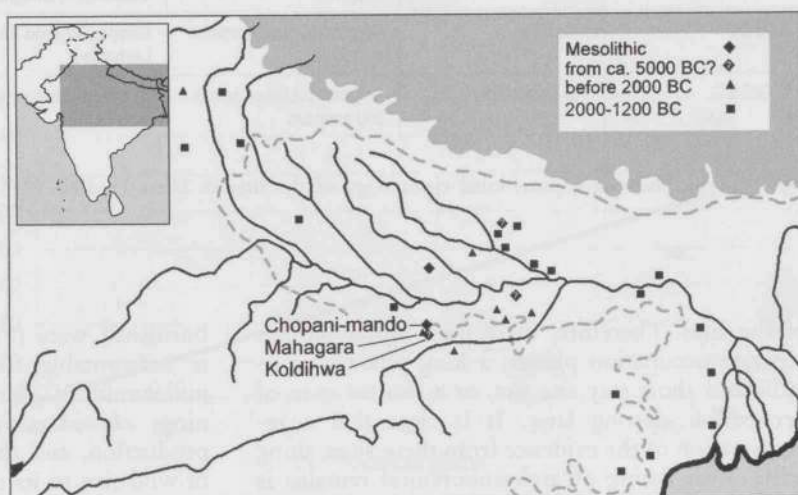 Mesolithic
from ca. 5000 BC?
before 2000 BC
2000-1200 BC
Chopani-mando
Mahagara
Koldihwa